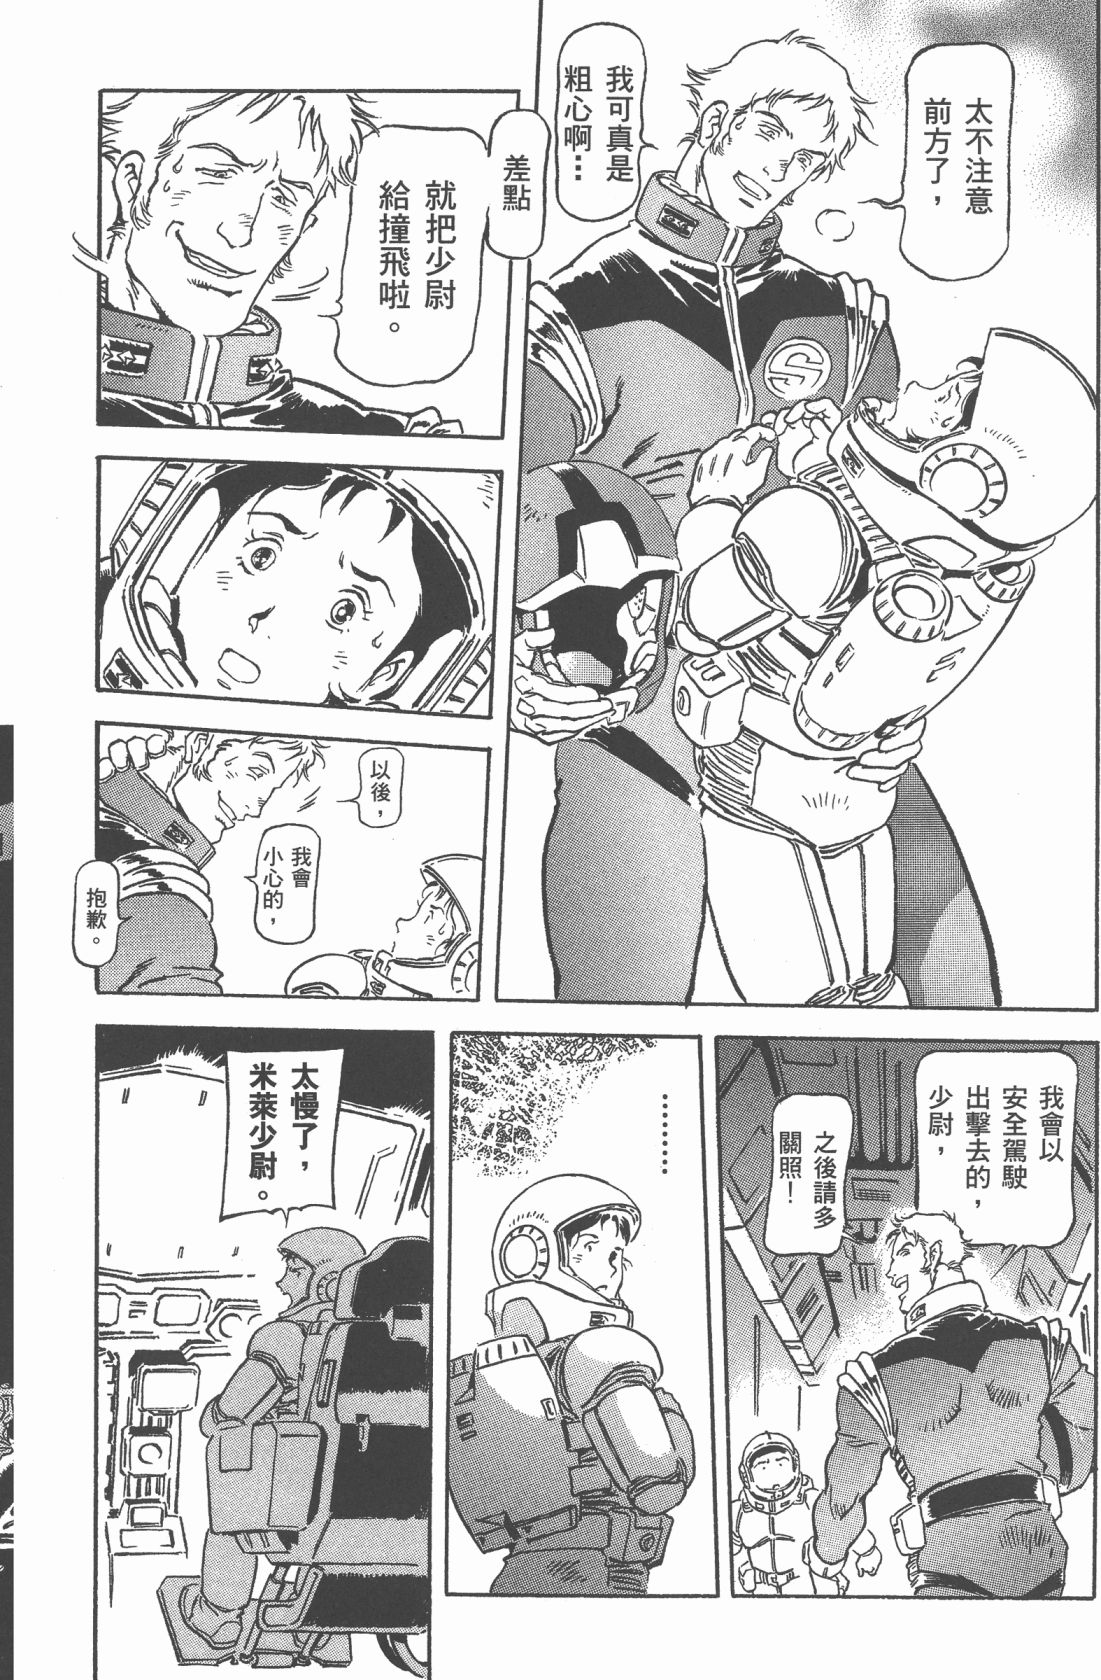 太不注意
前方了，
我可真是
粗心啊…
差點
就把少尉
給撞飛啦。
以後，
我會
小心的，
抱歉。
我會以
安全駕駛
出擊去的，
少尉，
之後請多
關照！
………
太慢了，
米萊少尉。
S